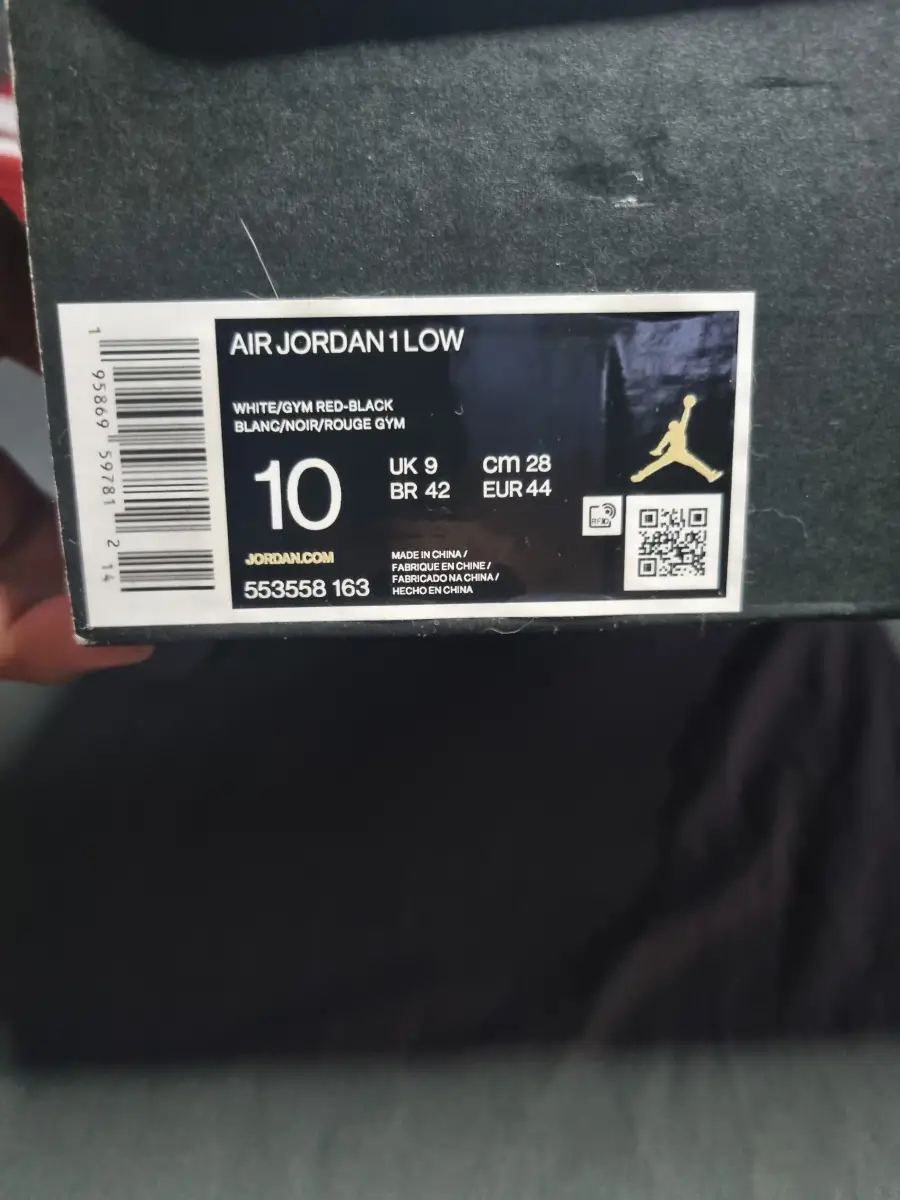 AIR JORDAN 1 LOW
WHITE/GYM RED-BLACK
BLANC/NOIR/ROUGE GYM
10
UK 9
cm 28
BR 42
EUR 44
JORDAN.COM
553558 163
MADE IN CHINA /
FABRIQUE EN CHINE /
FABRICADO NA CHINA /
HECHO EN CHINA
RFID
1 95869 59781 2 14